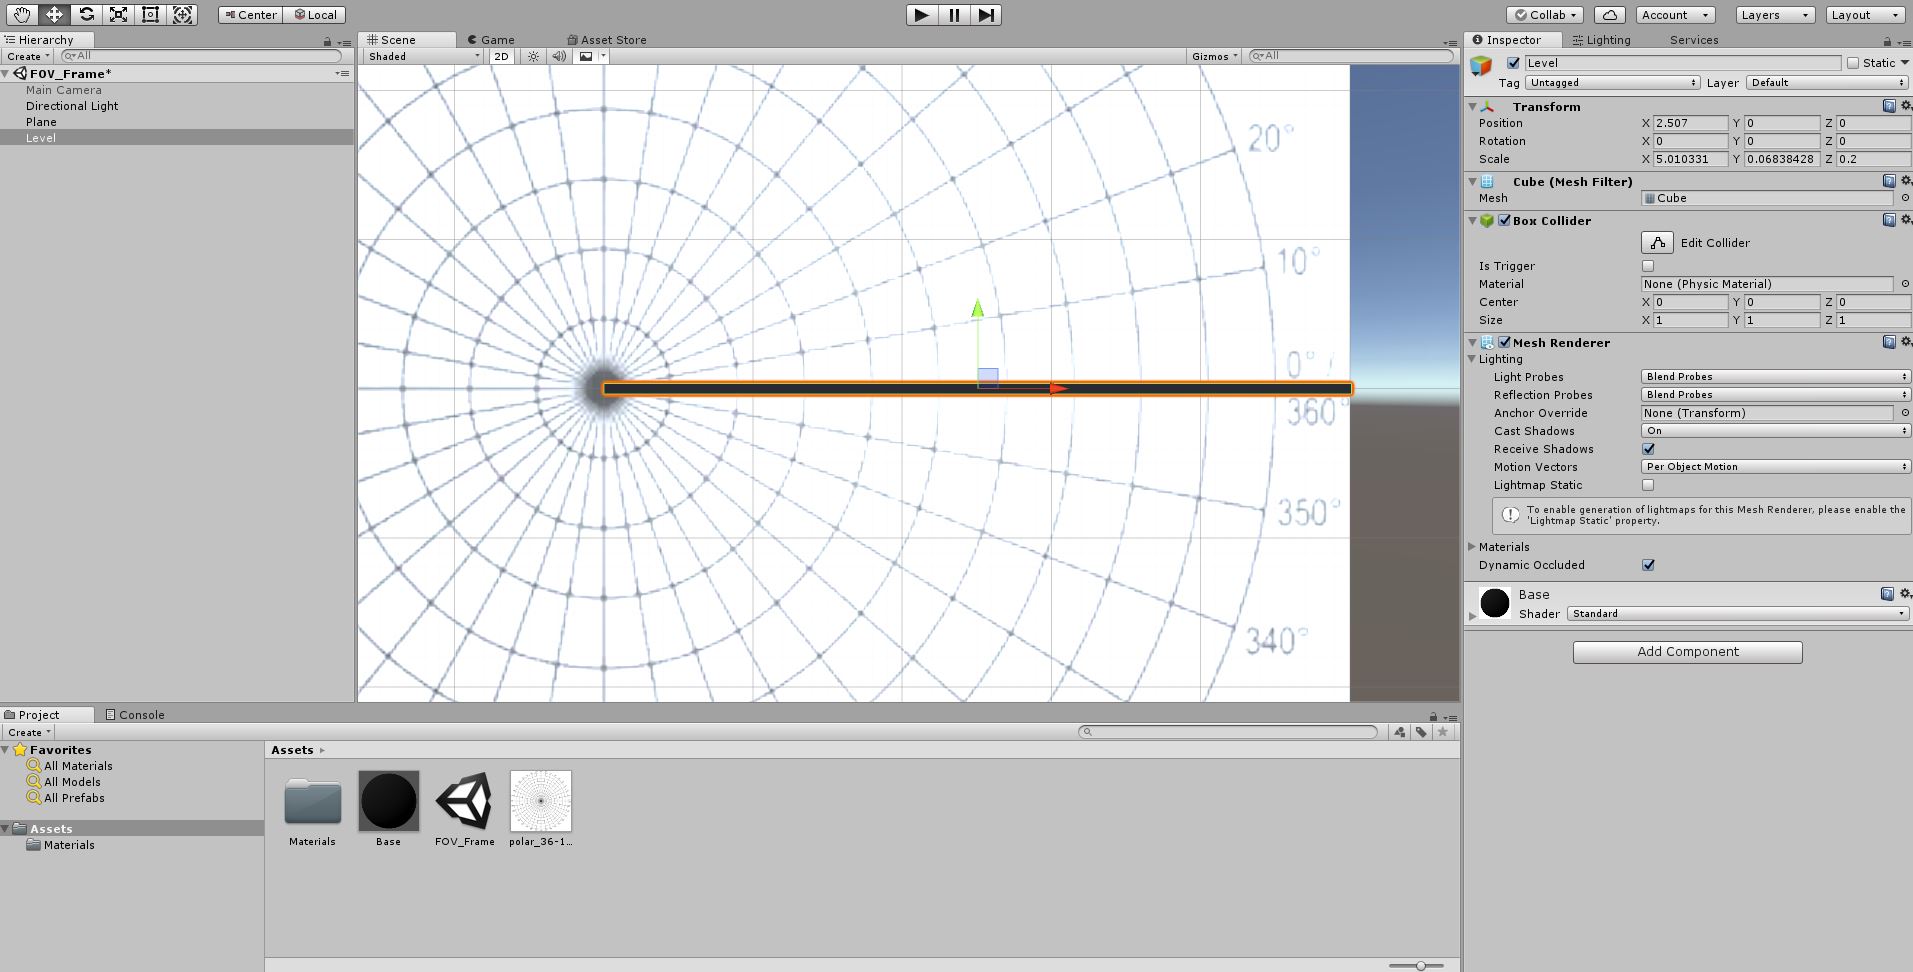 Center Local
Collab Account Layers Layout
Hierarchy
Create All
FOV_Frame*
Main Camera
Directional Light
Plane
Level
Scene Game Asset Store
Shaded 2D Gizmos All
20°
10°
0°
360°
350°
340°
Inspector Lighting Services
Level Static
Tag Untagged Layer Default
Transform
Position X 2.507 Y 0 Z 0
Rotation X 0 Y 0 Z 0
Scale X 5.010331 Y 0.06838428 Z 0.2
Cube (Mesh Filter)
Mesh Cube
Box Collider
Edit Collider
Is Trigger
Material None (Physic Material)
Center X 0 Y 0 Z 0
Size X 1 Y 1 Z 1
Mesh Renderer
Lighting
Light Probes Blend Probes
Reflection Probes Blend Probes
Anchor Override None (Transform)
Cast Shadows On
Receive Shadows
Motion Vectors Per Object Motion
Lightmap Static
To enable generation of lightmaps for this Mesh Renderer, please enable the
'Lightmap Static' property.
Materials
Dynamic Occluded
Base
Shader Standard
Add Component
Project Console
Create
Favorites
All Materials
All Models
All Prefabs
Assets
Materials
Assets
Materials Base FOV_Frame polar_36-1...